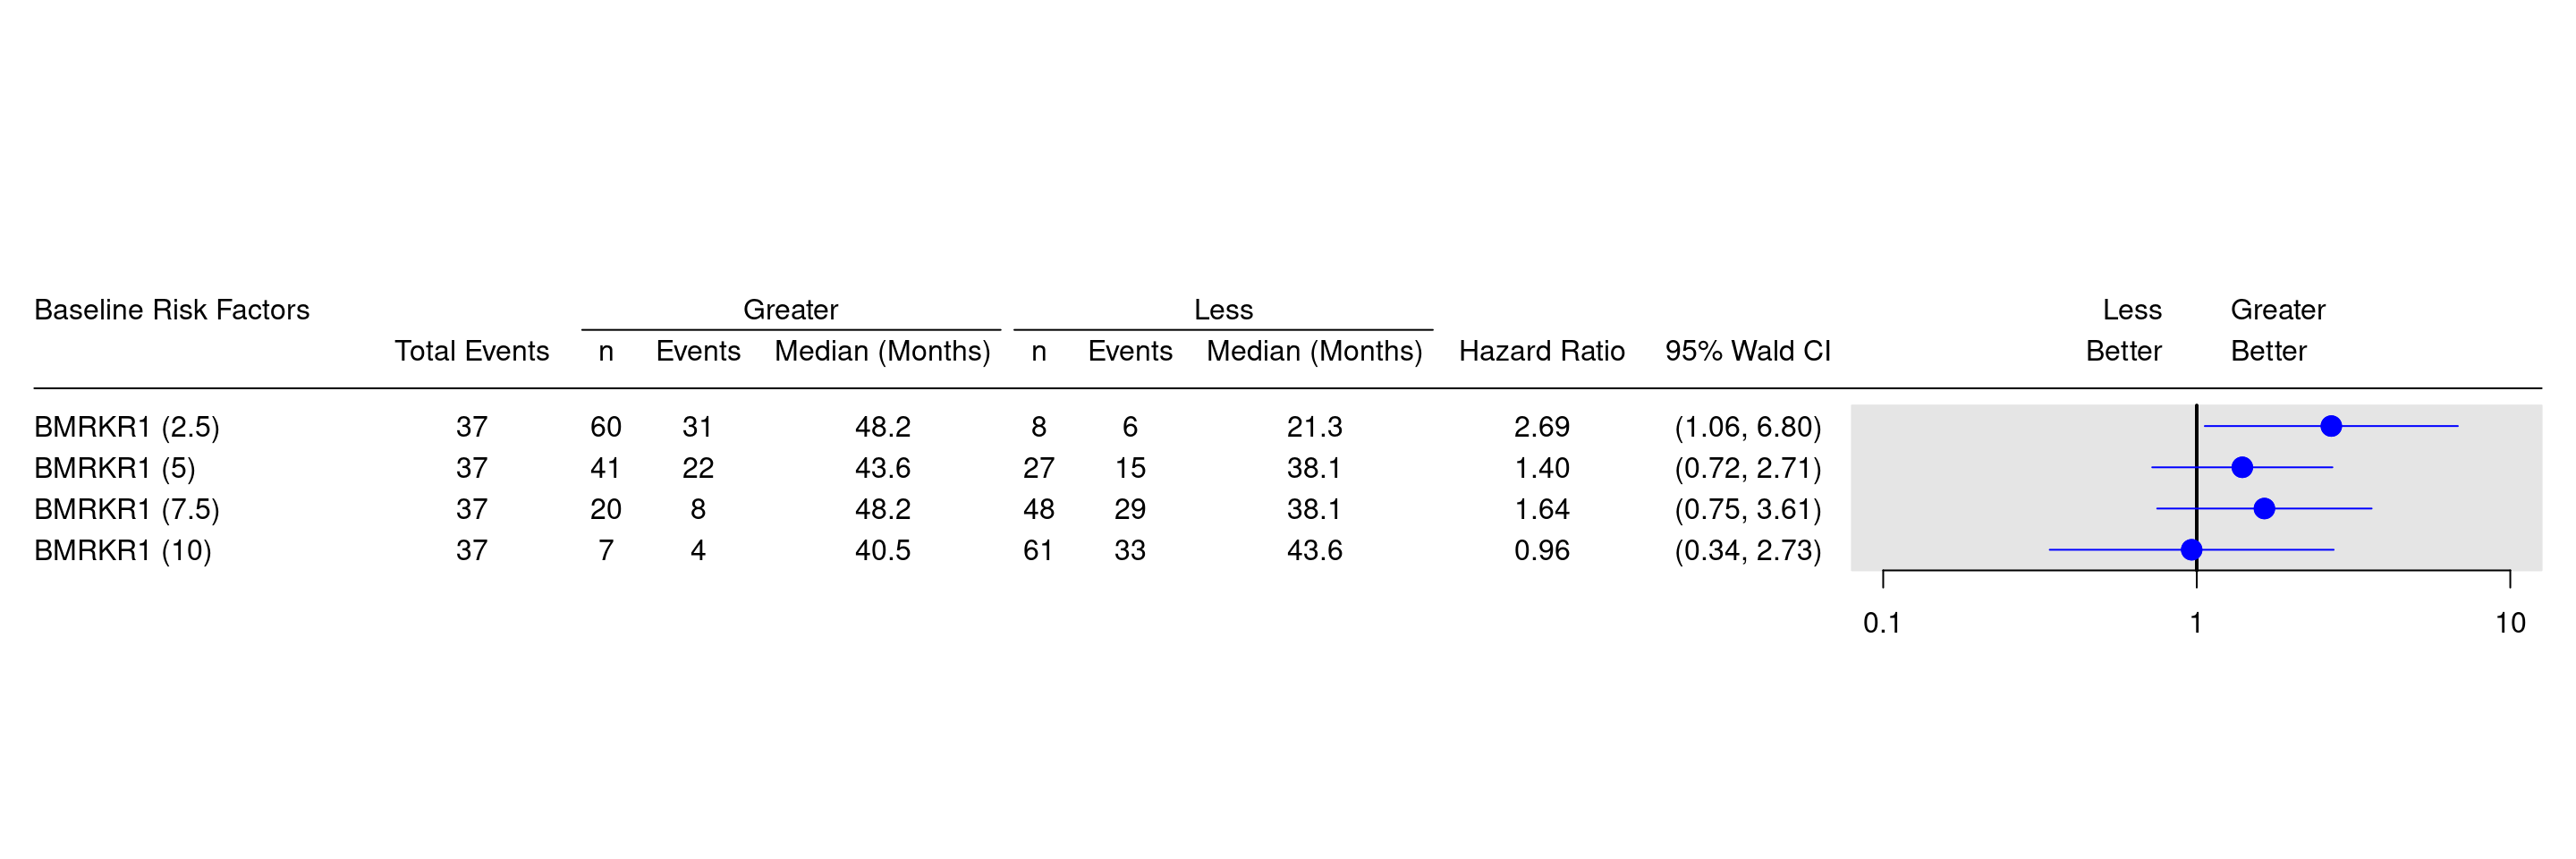 Baseline Risk Factors Greater Less Less Greater
Total Events n Events Median (Months) n Events Median (Months) Hazard Ratio 95% Wald CI Better Better
BMRKR1 (2.5) 37 60 31 48.2 8 6 21.3 2.69 (1.06, 6.80)
BMRKR1 (5) 37 41 22 43.6 27 15 38.1 1.40 (0.72, 2.71)
BMRKR1 (7.5) 37 20 8 48.2 48 29 38.1 1.64 (0.75, 3.61)
BMRKR1 (10) 37 7 4 40.5 61 33 43.6 0.96 (0.34, 2.73)
0.1 1 10